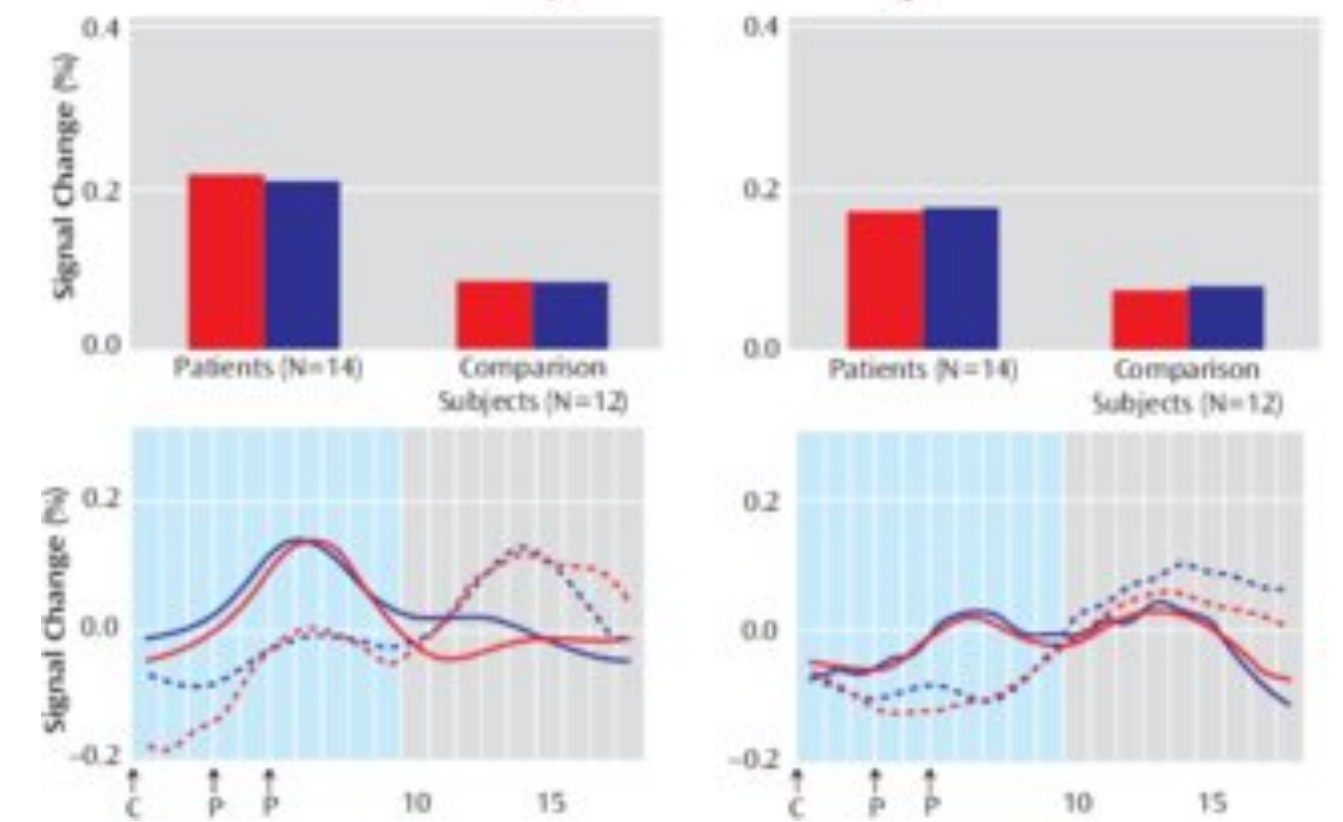 0.4
0.2
0.0
Signal Change (%)
Patients (N=14)
Comparison
Subjects (N=12)
0.4
0.2
0.0
Patients (N=14)
Comparison
Subjects (N=12)
Signal Change (%)
0.2
0.0
–0.2
C P P 10 15
0.2
0.0
–0.2
C P P 10 15